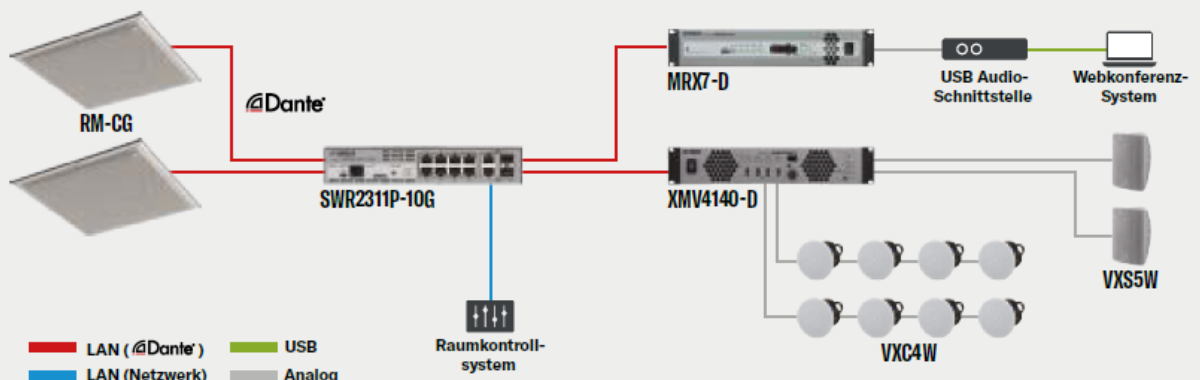 RM-CG
Dante
SWR2311P-10G
MRX7-D
USB Audio-
Schnittstelle
Webkonferenz-
System
XMV4140-D
VXS5W
VXC4W
Raumkontroll-
system
LAN (Dante)
USB
LAN (Netzwerk)
Analog